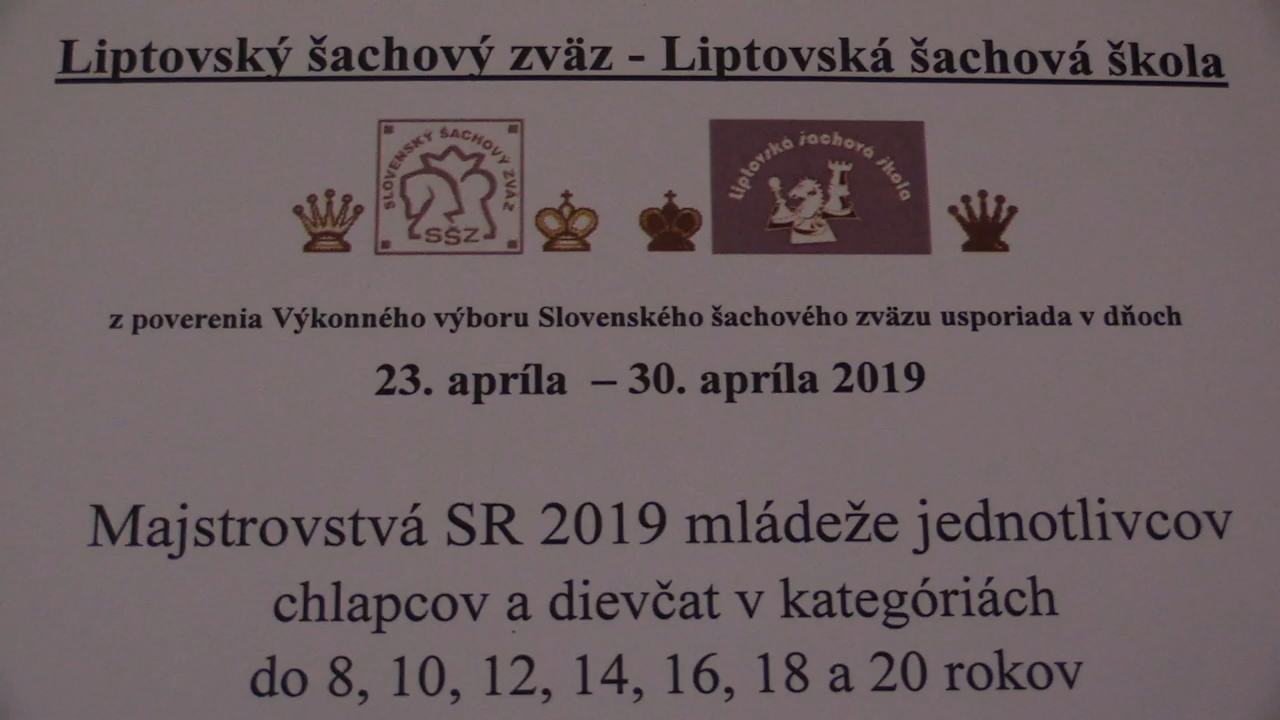 Liptovský šachový zväz - Liptovská šachová škola
SLOVENSKÝ ŠACHOVÝ ZVÄZ
SŠZ
Liptovská šachová škola
z poverenia Výkonného výboru Slovenského šachového zväzu usporiada v dňoch
23. apríla – 30. apríla 2019
Majstrovstvá SR 2019 mládeže jednotlivcov
chlapcov a dievčat v kategóriách
do 8, 10, 12, 14, 16, 18 a 20 rokov